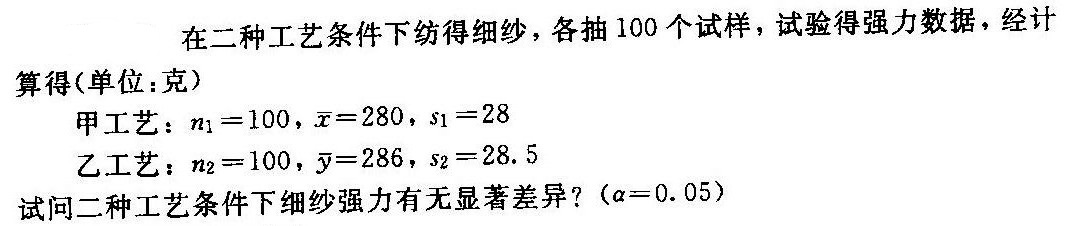 在二种工艺条件下纺得细纱，各抽100个试样，试验得强力数据，经计
算得(单位:克)
甲工艺：n₁=100，x̄=280，s₁=28
乙工艺：n₂=100，ȳ=286，s₂=28.5
试问二种工艺条件下细纱强力有无显著差异？(α=0.05)